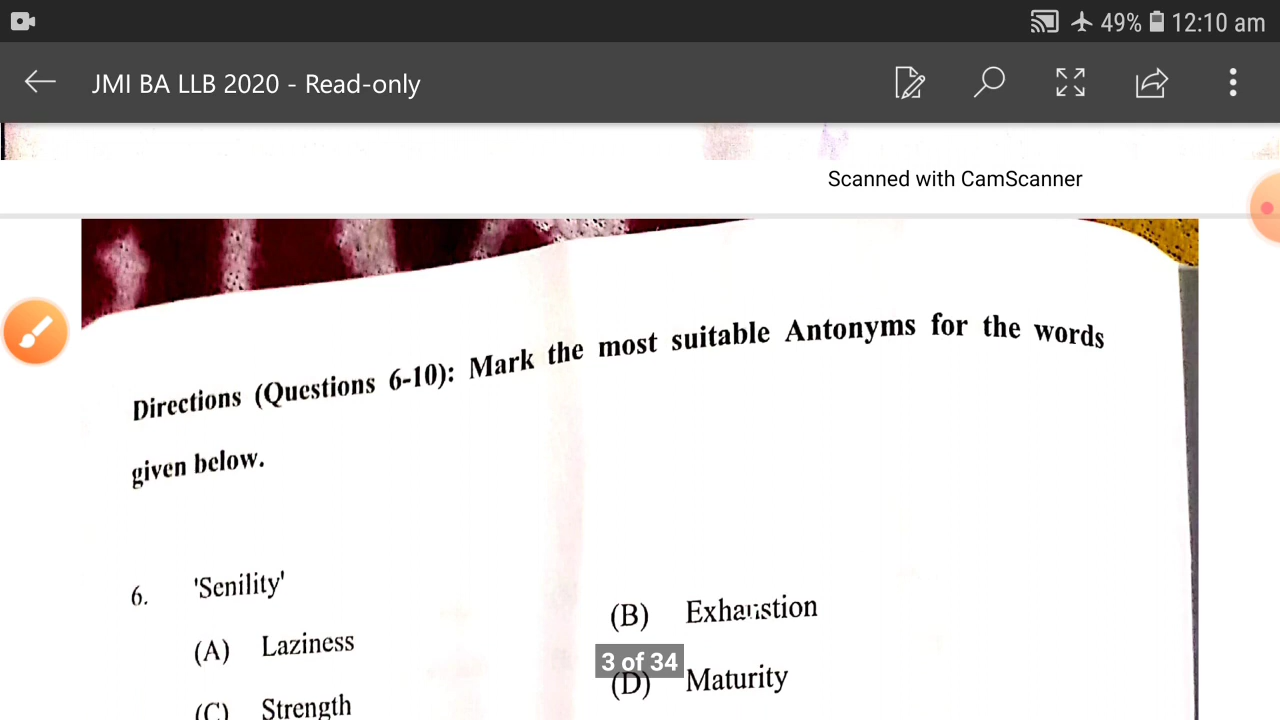 49% 12:10 am
JMI BA LLB 2020 - Read-only
Scanned with CamScanner
Directions (Questions 6-10): Mark the most suitable Antonyms for the words
given below.
6. 'Senility'
(A) Laziness (B) Exhaustion
(C) Strength (D) Maturity
3 of 34